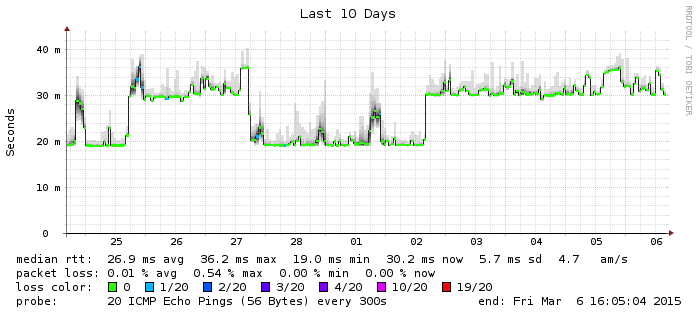 Last 10 Days
RRDTOOL / TOBI OETIKER
Seconds
40 m
30 m
20 m
10 m
0
25 26 27 28 01 02 03 04 05 06
median rtt: 26.9 ms avg 36.2 ms max 19.0 ms min 30.2 ms now 5.7 ms sd 4.7 am/s
packet loss: 0.01 % avg 0.54 % max 0.00 % min 0.00 % now
loss color: 0 1/20 2/20 3/20 4/20 10/20 19/20
probe: 20 ICMP Echo Pings (56 Bytes) every 300s end: Fri Mar 6 16:05:04 2015